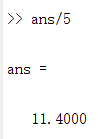 >> ans/5
ans =
11.4000